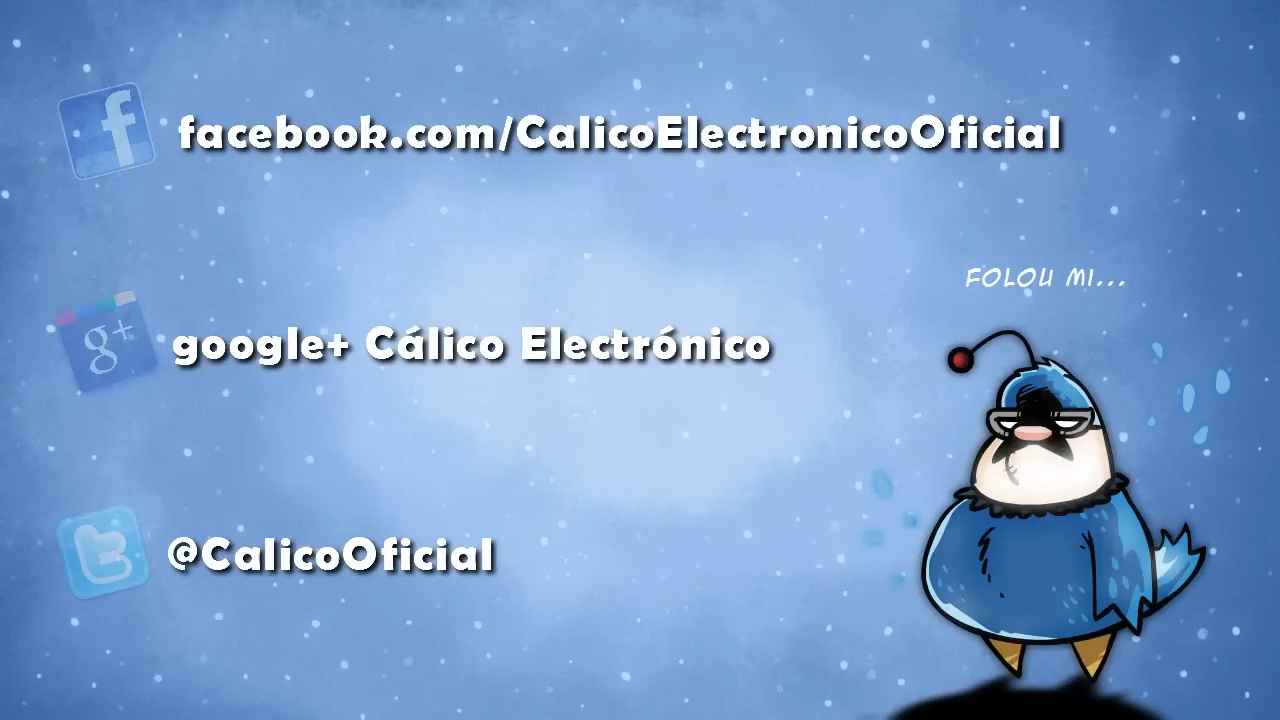 f facebook.com/CalicoElectronicoOficial
FOLOU MI...
g+ google+ Cálico Electrónico
t @CalicoOficial